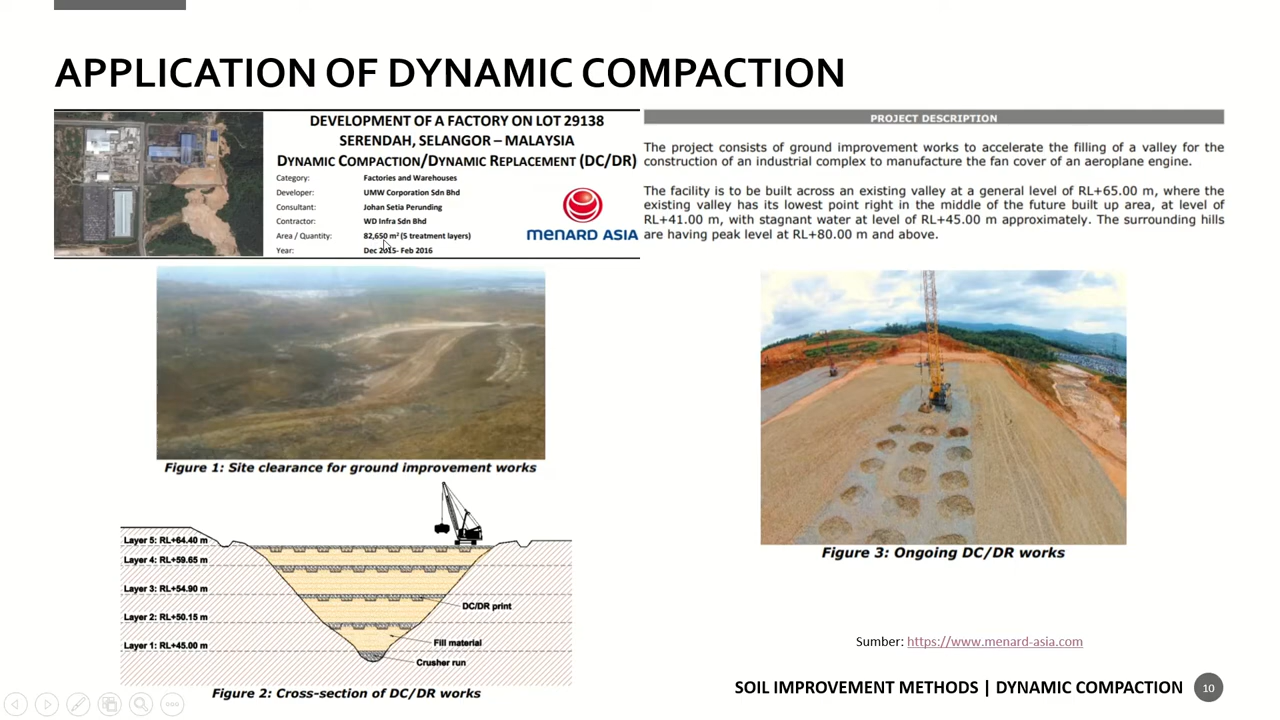 APPLICATION OF DYNAMIC COMPACTION
DEVELOPMENT OF A FACTORY ON LOT 29138
SERENDAH, SELANGOR – MALAYSIA
DYNAMIC COMPACTION/DYNAMIC REPLACEMENT (DC/DR)
Category: Factories and Warehouses
Developer: UMW Corporation Sdn Bhd
Consultant: Johan Setia Perunding
Contractor: WD Infra Sdn Bhd
Area / Quantity: 82,650 m² (5 treatment layers)
Year: Dec 2015- Feb 2016
MENARD ASIA
PROJECT DESCRIPTION
The project consists of ground improvement works to accelerate the filling of a valley for the
construction of an industrial complex to manufacture the fan cover of an aeroplane engine.
The facility is to be built across an existing valley at a general level of RL+65.00 m, where the
existing valley has its lowest point right in the middle of the future built up area, at level of
RL+41.00 m, with stagnant water at level of RL+45.00 m approximately. The surrounding hills
are having peak level at RL+80.00 m and above.
Figure 1: Site clearance for ground improvement works
Layer 5: RL+64.40 m
Layer 4: RL+59.65 m
Layer 3: RL+54.90 m
Layer 2: RL+50.15 m
Layer 1: RL+45.00 m
DC/DR print
Fill material
Crusher run
Figure 2: Cross-section of DC/DR works
Figure 3: Ongoing DC/DR works
Sumber: https://www.menard-asia.com
SOIL IMPROVEMENT METHODS | DYNAMIC COMPACTION
10